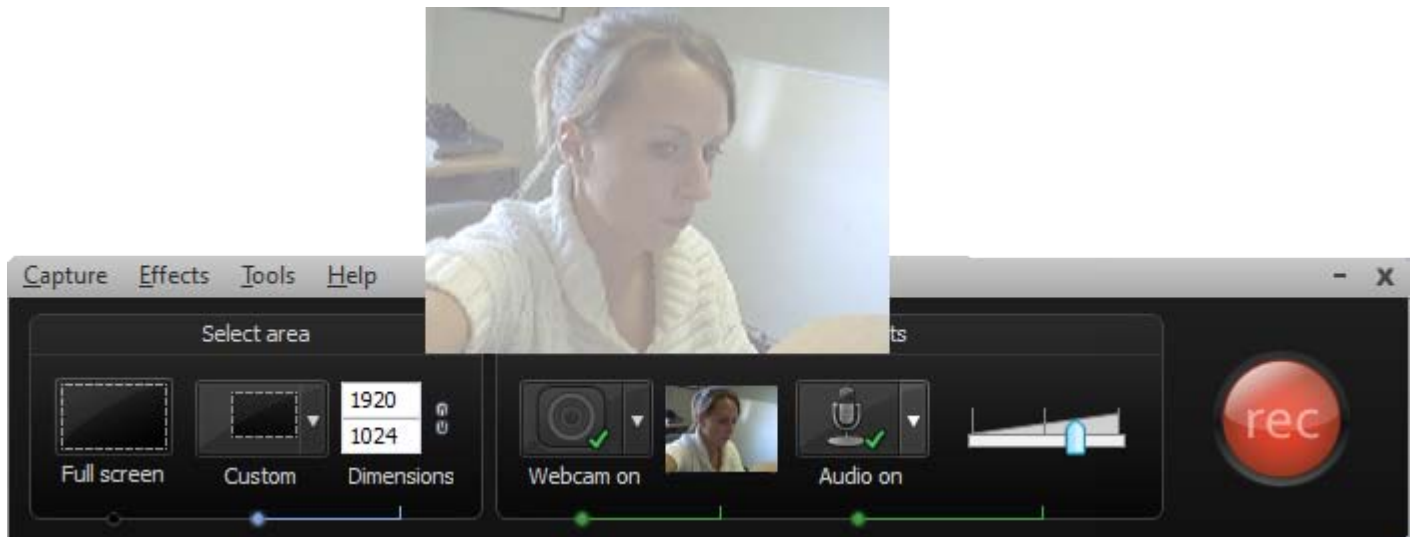 Capture Effects Tools Help - x
Select area
ts
1920
1024
Full screen Custom Dimensions Webcam on Audio on
rec